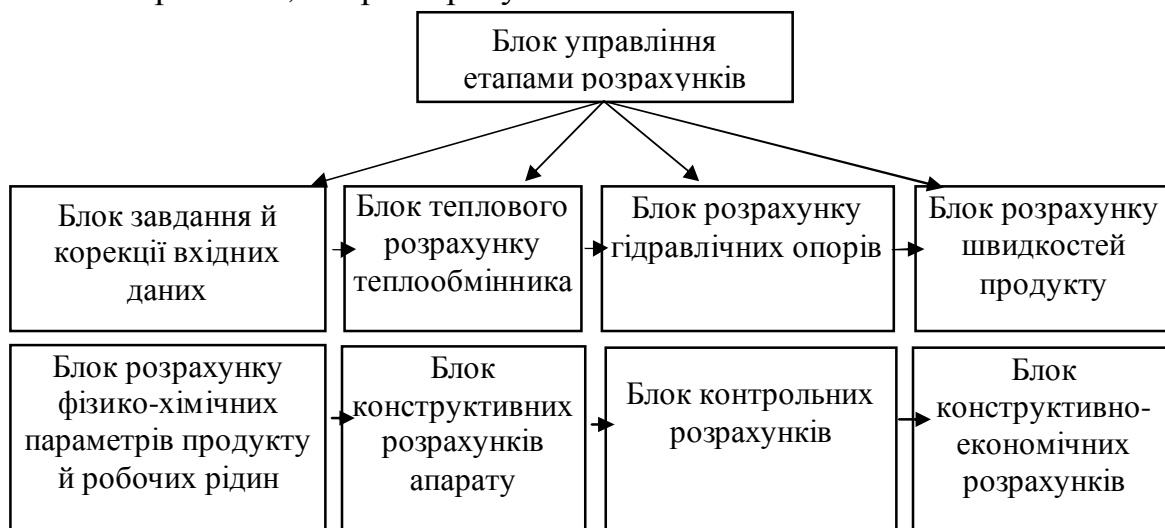 Блок управління
етапами розрахунків
Блок завдання й
корекції вхідних
даних
Блок теплового
розрахунку
теплообмінника
Блок розрахунку
гідравлічних опорів
Блок розрахунку
швидкостей
продукту
Блок розрахунку
фізико-хімічних
параметрів продукту
й робочих рідин
Блок
конструктивних
розрахунків
апарату
Блок контрольних
розрахунків
Блок
конструктивно-
економічних
розрахунків